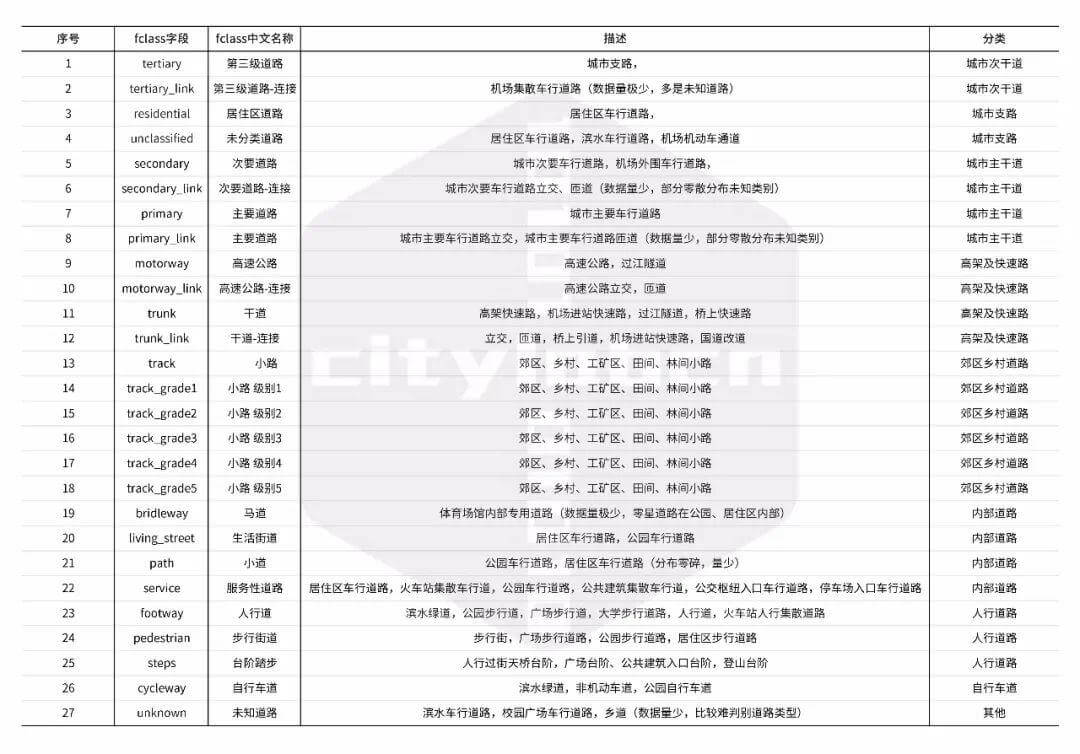 序号 fclass字段 fclass中文名称 描述 分类
1 tertiary 第三级道路 城市支路， 城市次干道
2 tertiary_link 第三级道路-连接 机场集散车行道路（数据量极少，多是未知道路） 城市次干道
3 residential 居住区道路 居住区车行道路， 城市支路
4 unclassified 未分类道路 居住区车行道路，滨水车行道路，机场机动车通道 城市支路
5 secondary 次要道路 城市次要车行道路，机场外围车行道路， 城市主干道
6 secondary_link 次要道路-连接 城市次要车行道路立交、匝道（数据量少，部分零散分布未知类别） 城市主干道
7 primary 主要道路 城市主要车行道路 城市主干道
8 primary_link 主要道路 城市主要车行道路立交，城市主要车行道路匝道（数据量少，部分零散分布未知类别） 城市主干道
9 motorway 高速公路 高速公路，过江隧道 高架及快速路
10 motorway_link 高速公路-连接 高速公路立交，匝道 高架及快速路
11 trunk 干道 高架快速路，机场进站快速路，过江隧道，桥上快速路 高架及快速路
12 trunk_link 干道-连接 立交，匝道，桥上引道，机场进站快速路，国道改道 高架及快速路
13 track 小路 郊区、乡村、工矿区、田间、林间小路 郊区乡村道路
14 track_grade1 小路 级别1 郊区、乡村、工矿区、田间、林间小路 郊区乡村道路
15 track_grade2 小路 级别2 郊区、乡村、工矿区、田间、林间小路 郊区乡村道路
16 track_grade3 小路 级别3 郊区、乡村、工矿区、田间、林间小路 郊区乡村道路
17 track_grade4 小路 级别4 郊区、乡村、工矿区、田间、林间小路 郊区乡村道路
18 track_grade5 小路 级别5 郊区、乡村、工矿区、田间、林间小路 郊区乡村道路
19 bridleway 马道 体育场馆内部专用道路（数据量极少，零星道路在公园、居住区内部） 内部道路
20 living_street 生活街道 居住区车行道路，公园车行道路 内部道路
21 path 小道 公园车行道路，居住区车行道路（分布零碎，量少） 内部道路
22 service 服务性道路 居住区车行道路，火车站集散车行道，公园车行道路，公共建筑集散车行道，公交枢纽入口车行道路，停车场入口车行道路 内部道路
23 footway 人行道 滨水绿道，公园步行道，广场步行道，大学步行道路，人行道，火车站人行集散道路 人行道路
24 pedestrian 步行街道 步行街，广场步行道路，公园步行道路，居住区步行道路 人行道路
25 steps 台阶踏步 人行过街天桥台阶，广场台阶、公共建筑入口台阶，登山台阶 人行道路
26 cycleway 自行车道 滨水绿道，非机动车道，公园自行车道 自行车道
27 unknown 未知道路 滨水车行道路，校园广场车行道路，乡道（数据量少，比较难判别道路类型） 其他